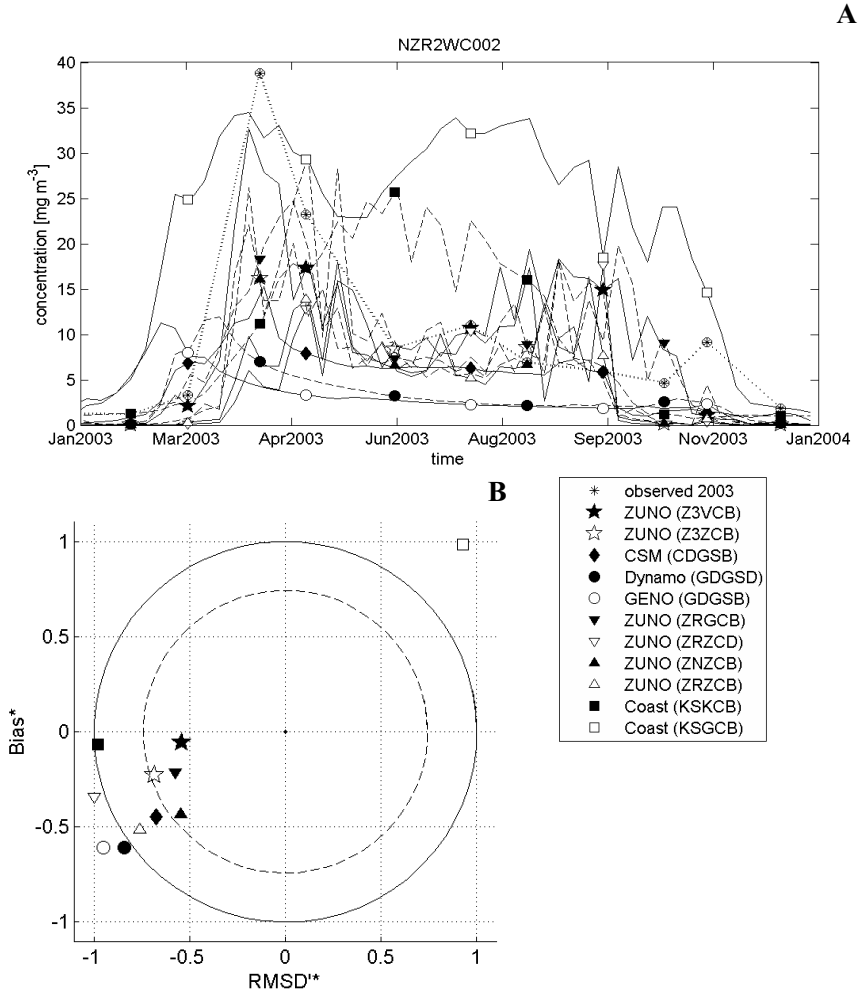 A
NZR2WC002
concentration [mg m-3]
40
35
30
25
20
15
10
5
0
Jan2003 Mar2003 Apr2003 Jun2003 Aug2003 Sep2003 Nov2003 Jan2004
time
B
observed 2003
ZUNO (Z3VCB)
ZUNO (Z3ZCB)
CSM (CDGSB)
Dynamo (GDGSD)
GENO (GDGSB)
ZUNO (ZRGCB)
ZUNO (ZRZCD)
ZUNO (ZNZCB)
ZUNO (ZRZCB)
Coast (KSKCB)
Coast (KSGCB)
Bias*
1
0.5
0
-0.5
-1
-1 -0.5 0 0.5 1
RMSD'*